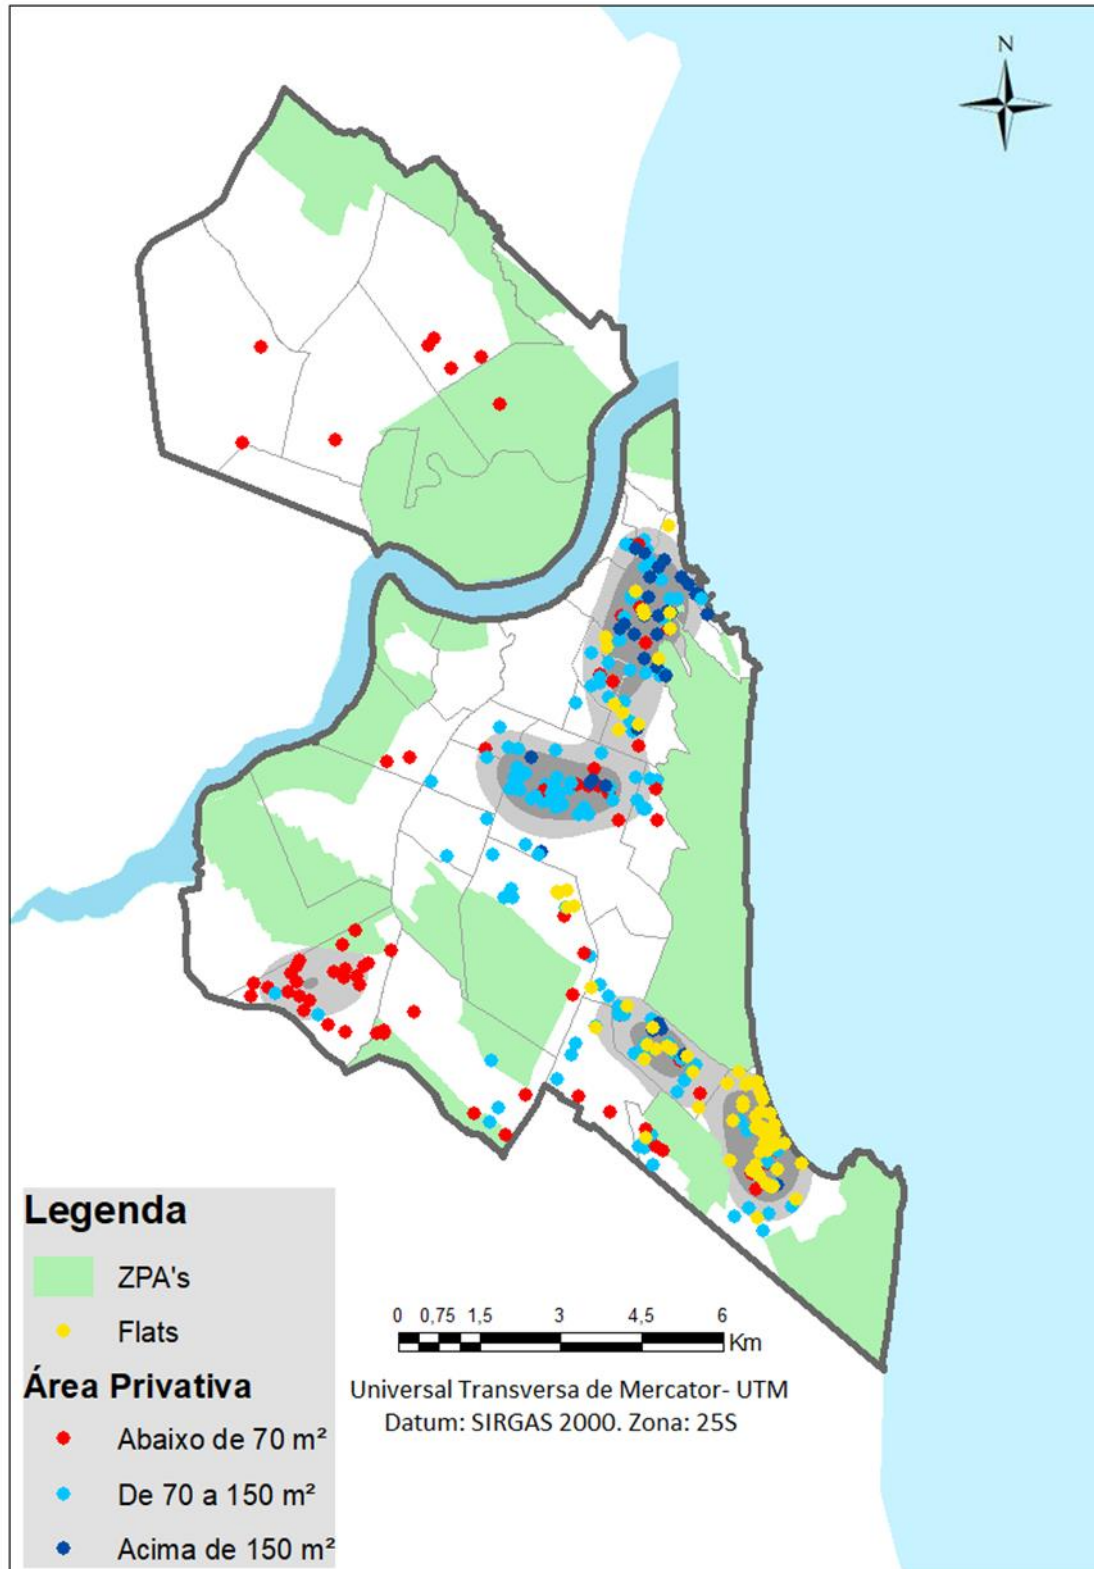 N
Legenda
ZPA's
Flats
Área Privativa
Abaixo de 70 m²
De 70 a 150 m²
Acima de 150 m²
0 0,75 1,5 3 4,5 6
Km
Universal Transversa de Mercator- UTM
Datum: SIRGAS 2000. Zona: 25S